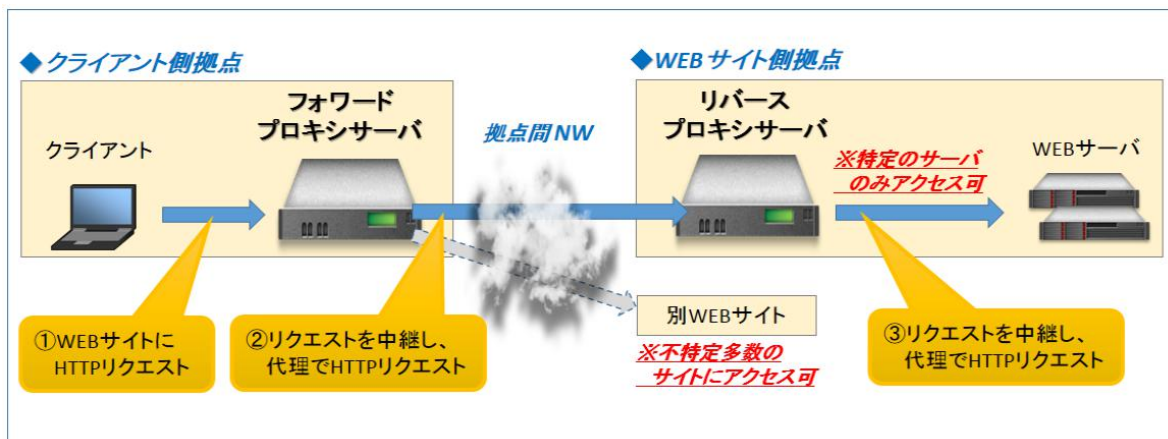 ◆クライアント側拠点
フォワード
プロキシサーバ
クライアント
拠点間NW
◆WEBサイト側拠点
リバース
プロキシサーバ
※特定のサーバ
のみアクセス可
WEBサーバ
①WEBサイトに
HTTPリクエスト
②リクエストを中継し、
代理でHTTPリクエスト
別WEBサイト
※不特定多数の
サイトにアクセス可
③リクエストを中継し、
代理でHTTPリクエスト